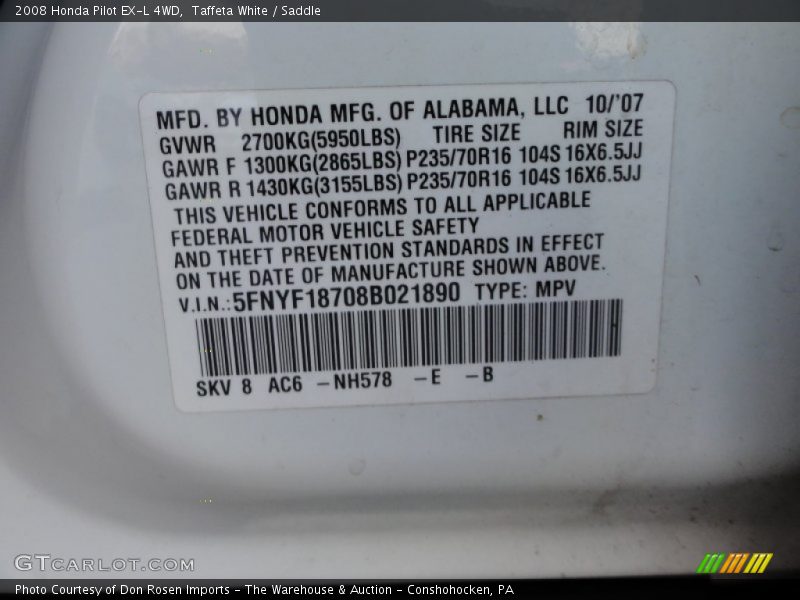 2008 Honda Pilot EX-L 4WD, Taffeta White / Saddle
MFD. BY HONDA MFG. OF ALABAMA, LLC 10/'07
GVWR 2700KG(5950LBS) TIRE SIZE RIM SIZE
GAWR F 1300KG(2865LBS) P235/70R16 104S 16X6.5JJ
GAWR R 1430KG(3155LBS) P235/70R16 104S 16X6.5JJ
THIS VEHICLE CONFORMS TO ALL APPLICABLE
FEDERAL MOTOR VEHICLE SAFETY
AND THEFT PREVENTION STANDARDS IN EFFECT
ON THE DATE OF MANUFACTURE SHOWN ABOVE.
V.I.N.:5FNYF18708B021890 TYPE: MPV
SKV 8 AC6 -NH578 -E -B
GTCARLOT.COM
Photo Courtesy of Don Rosen Imports - The Warehouse & Auction - Conshohocken, PA